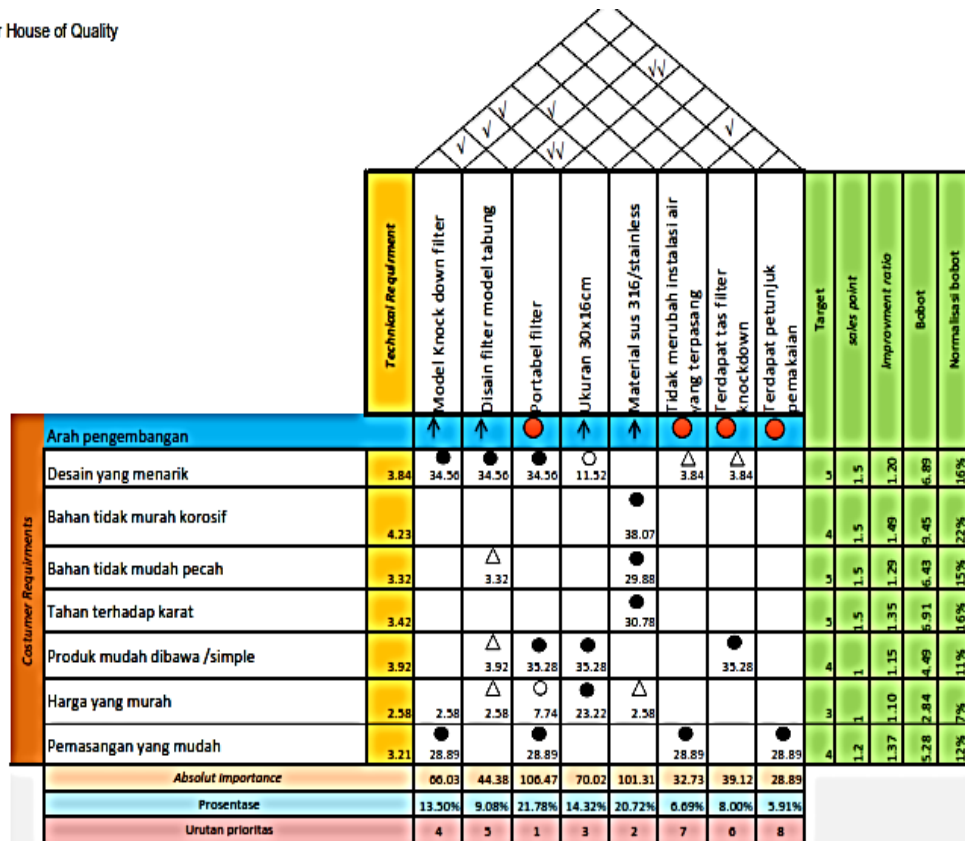 r House of Quality
√√
√ √
√ √
√ √√
Technical Requirment
Model Knock down filter
Disain filter model tabung
Portabel filter
Ukuran 30x16cm
Material sus 316/stainless
Tidak merubah instalasi air
yang terpasang
Terdapat tas filter
knockdown
Terdapat petunjuk
pemakaian
Target
sales point
Improvment ratio
Bobot
Normalisasi bobot
Costumer Requirments
Arah pengembangan ↑ ↑ ↑ ↑
Desain yang menarik 3.84 34.56 34.56 34.56 11.52 3.84 3.84 5 1.5 1.20 6.89 16%
Bahan tidak murah korosif 4.23 38.07 4 1.5 1.49 9.45 22%
Bahan tidak mudah pecah 3.32 3.32 29.88 5 1.5 1.29 6.43 15%
Tahan terhadap karat 3.42 30.78 5 1.5 1.35 6.91 16%
Produk mudah dibawa /simple 3.92 3.92 35.28 35.28 35.28 4 1 1.15 4.49 11%
Harga yang murah 2.58 2.58 2.58 7.74 23.22 2.58 3 1 1.10 2.84 7%
Pemasangan yang mudah 3.21 28.89 28.89 28.89 28.89 4 1.2 1.37 5.28 12%
Absolut Importance 66.03 44.38 106.47 70.02 101.31 32.73 39.12 28.89
Prosentase 13.50% 9.08% 21.78% 14.32% 20.72% 6.69% 8.00% 5.91%
Urutan prioritas 4 5 1 3 2 7 6 8